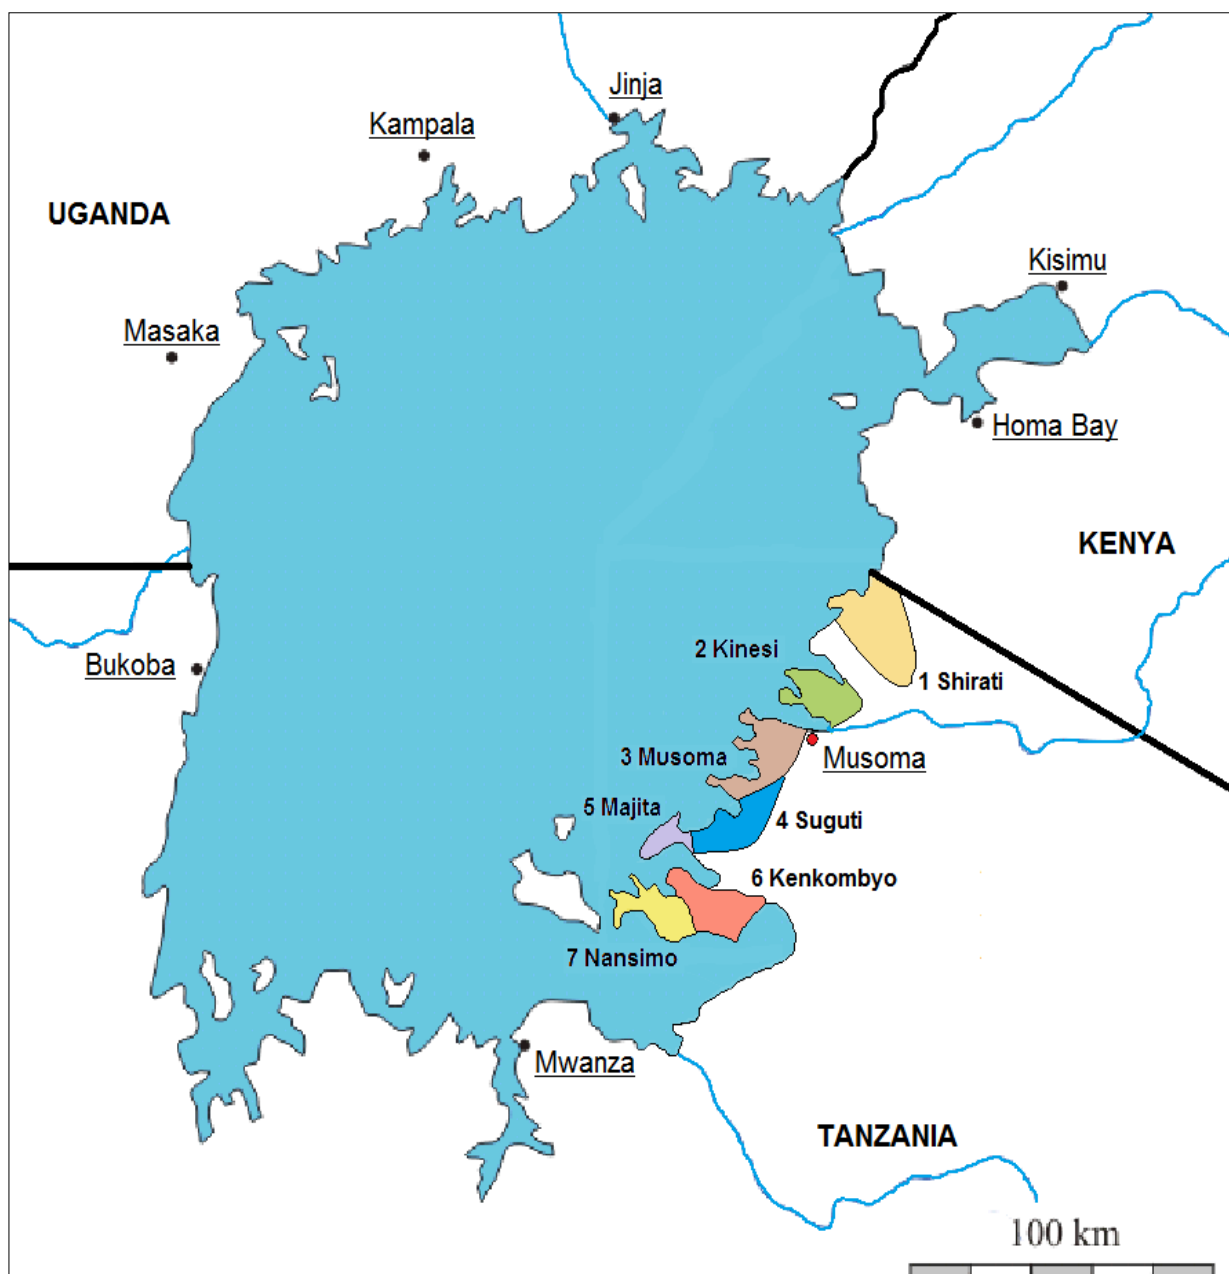 Jinja
Kampala
UGANDA
Kisimu
Masaka
Homa Bay
KENYA
2 Kinesi
Bukoba
1 Shirati
3 Musoma
Musoma
5 Majita
4 Suguti
6 Kenkombyo
7 Nansimo
Mwanza
TANZANIA
100 km